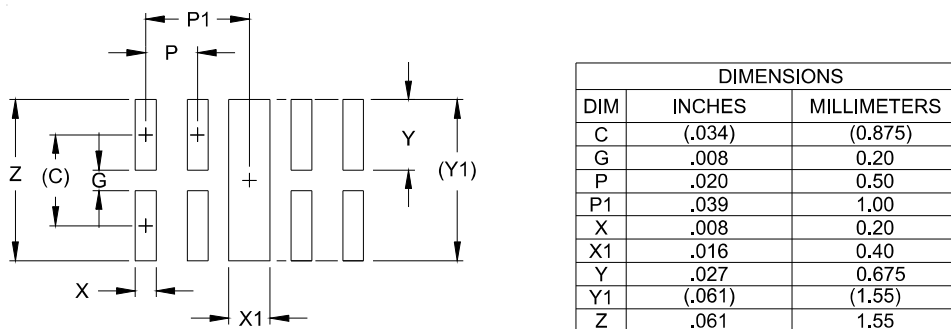 P1
P
Z
(C)
G
Y
(Y1)
X
X1
DIMENSIONS
DIM INCHES MILLIMETERS
C (.034) (0.875)
G .008 0.20
P .020 0.50
P1 .039 1.00
X .008 0.20
X1 .016 0.40
Y .027 0.675
Y1 (.061) (1.55)
Z .061 1.55